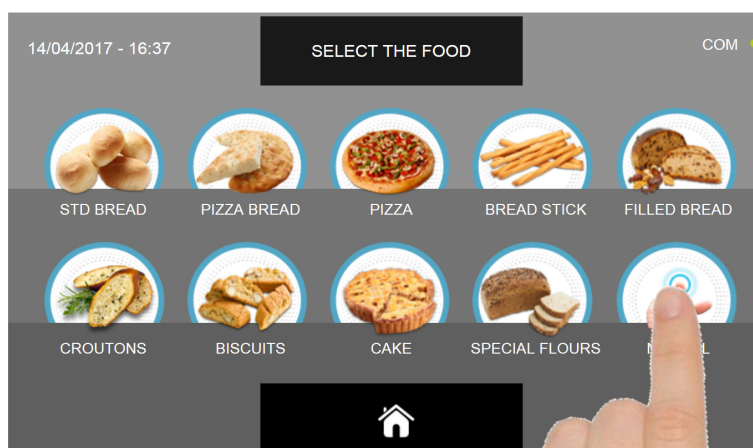 14/04/2017 - 16:37
SELECT THE FOOD
COM
STD BREAD
PIZZA BREAD
PIZZA
BREAD STICK
FILLED BREAD
CROUTONS
BISCUITS
CAKE
SPECIAL FLOURS